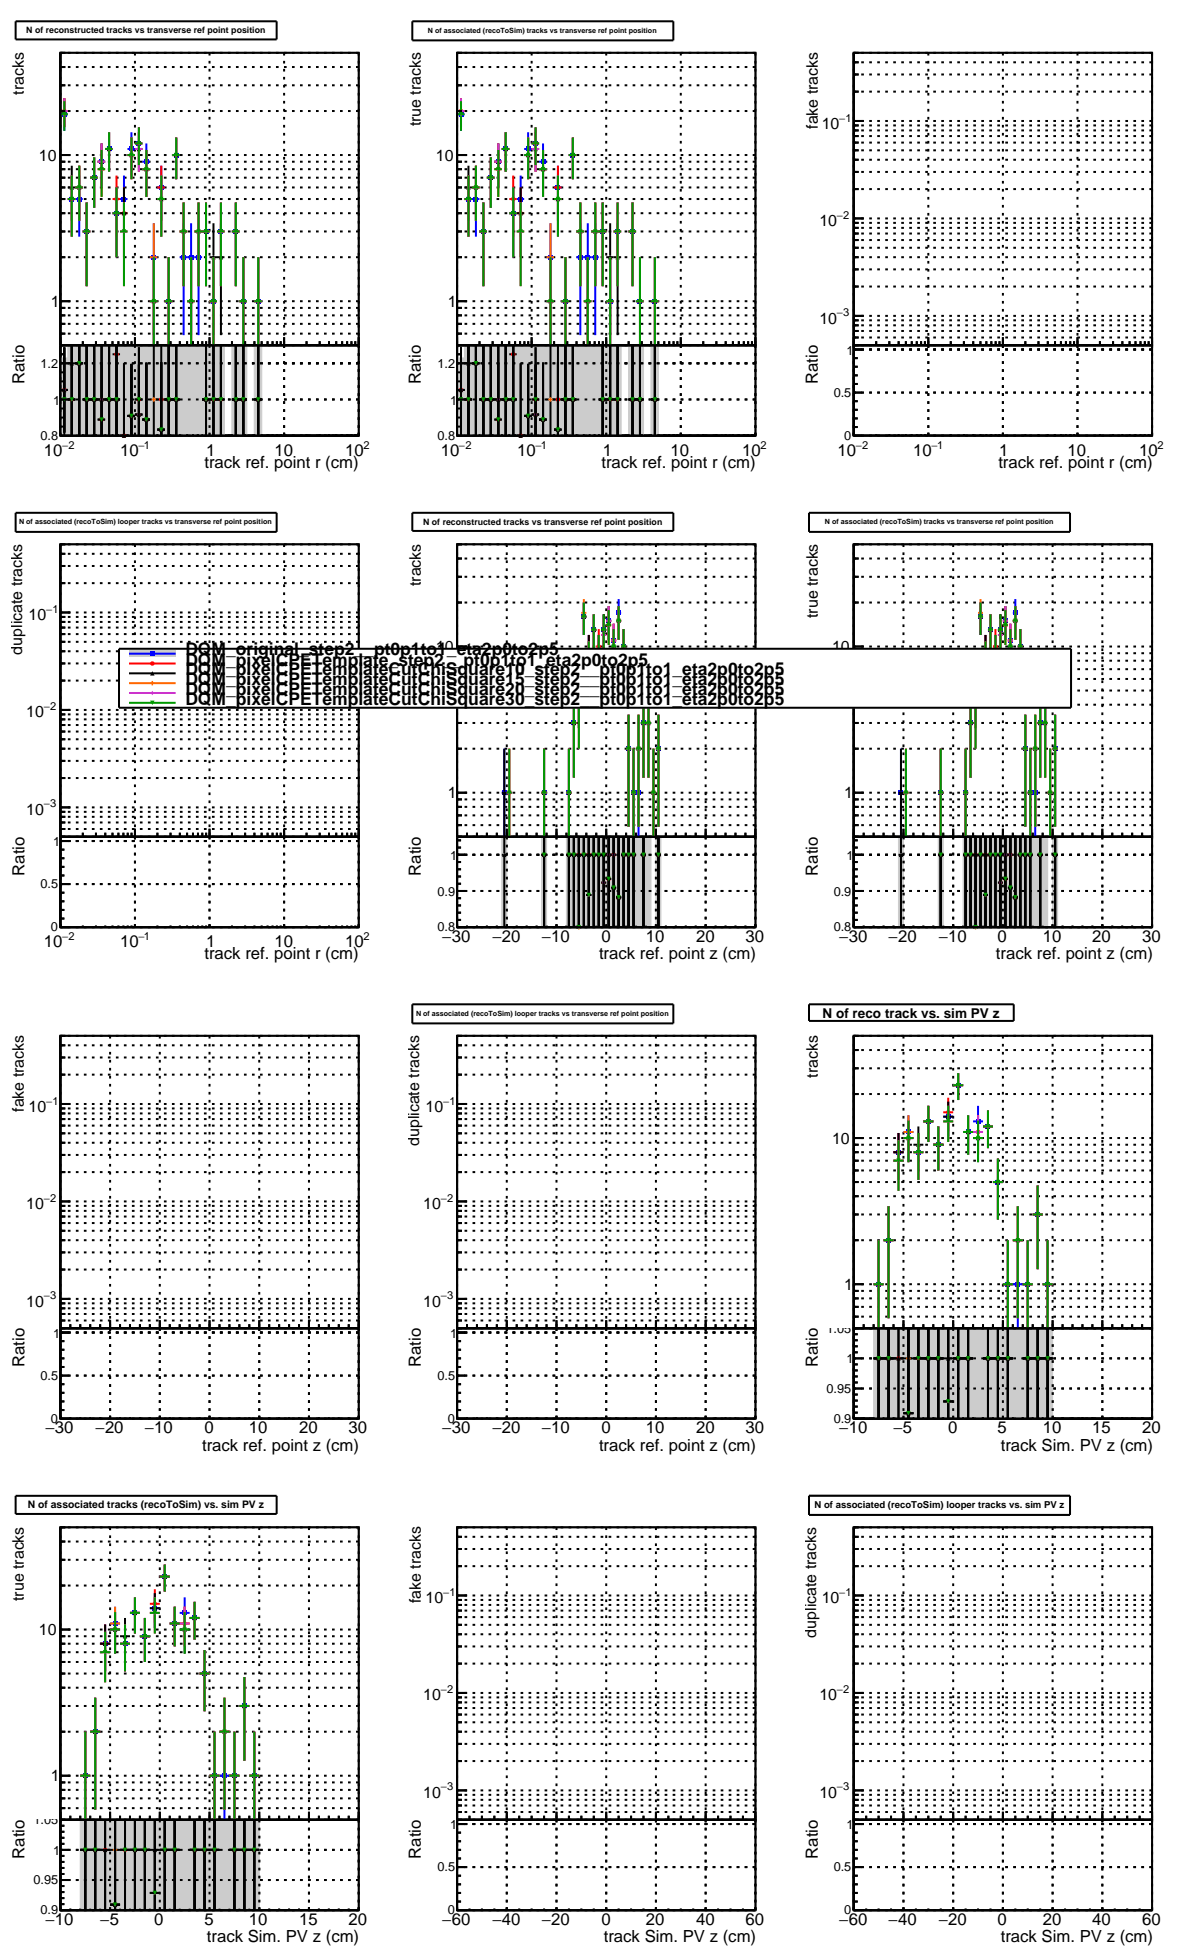 N of reconstructed tracks vs transverse ref point position
tracks
10
1
Ratio
1.2
1
0.8
10−2 10−1 1 10 102
track ref. point r (cm)
N of associated (recoToSim) tracks vs transverse ref point position
true tracks
10
1
Ratio
1.2
1
0.8
10−2 10−1 1 10 102
track ref. point r (cm)
fake tracks
10−1
10−2
10−3
Ratio
1
0.5
0
10−2 10−1 1 10 102
track ref. point r (cm)
N of associated (recoToSim) looper tracks vs transverse ref point position
duplicate tracks
10−1
10−2
10−3
Ratio
1
0.5
0
10−2 10−1 1 10 102
track ref. point r (cm)
N of reconstructed tracks vs transverse ref point position
tracks
10
1
Ratio
1
0.9
0.8
−30 −20 −10 0 10 20 30
track ref. point z (cm)
N of associated (recoToSim) tracks vs transverse ref point position
true tracks
10
1
Ratio
1
0.9
0.8
−30 −20 −10 0 10 20 30
track ref. point z (cm)
DQM_original_step2__pt0p1to1_eta2p0to2p5
DQM_pixelCPETemplate_step2__pt0p1to1_eta2p0to2p5
DQM_pixelCPETemplateCutChiSquare10_step2__pt0p1to1_eta2p0to2p5
DQM_pixelCPETemplateCutChiSquare15_step2__pt0p1to1_eta2p0to2p5
DQM_pixelCPETemplateCutChiSquare20_step2__pt0p1to1_eta2p0to2p5
DQM_pixelCPETemplateCutChiSquare30_step2__pt0p1to1_eta2p0to2p5
fake tracks
10−1
10−2
10−3
Ratio
1
0.5
0
−30 −20 −10 0 10 20 30
track ref. point z (cm)
N of associated (recoToSim) looper tracks vs transverse ref point position
duplicate tracks
10−1
10−2
10−3
Ratio
1
0.5
0
−30 −20 −10 0 10 20 30
track ref. point z (cm)
N of reco track vs. sim PV z
tracks
10
1
Ratio
1.05
1
0.95
0.9
−10 −5 0 5 10 15 20
track Sim. PV z (cm)
N of associated tracks (recoToSim) vs. sim PV z
true tracks
10
1
Ratio
1.05
1
0.95
0.9
−10 −5 0 5 10 15 20
track Sim. PV z (cm)
fake tracks
10−1
10−2
10−3
Ratio
1
0.5
0
−60 −40 −20 0 20 40 60
track Sim. PV z (cm)
N of associated (recoToSim) looper tracks vs. sim PV z
duplicate tracks
10−1
10−2
10−3
Ratio
1
0.5
0
−60 −40 −20 0 20 40 60
track Sim. PV z (cm)